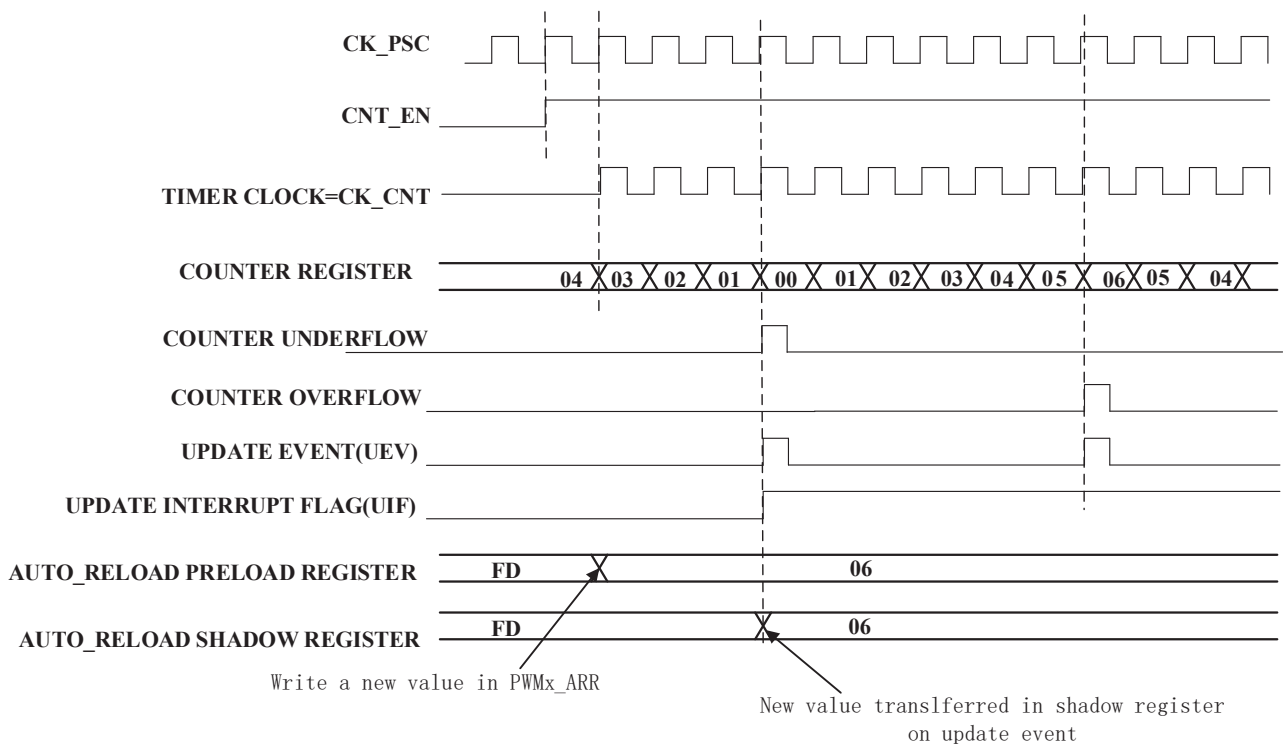 CK_PSC
CNT_EN
TIMER CLOCK=CK_CNT
COUNTER REGISTER 04 03 02 01 00 01 02 03 04 05 06 05 04
COUNTER UNDERFLOW
COUNTER OVERFLOW
UPDATE EVENT(UEV)
UPDATE INTERRUPT FLAG(UIF)
AUTO_RELOAD PRELOAD REGISTER FD 06
AUTO_RELOAD SHADOW REGISTER FD 06
Write a new value in PWMx_ARR
New value translferred in shadow register
on update event